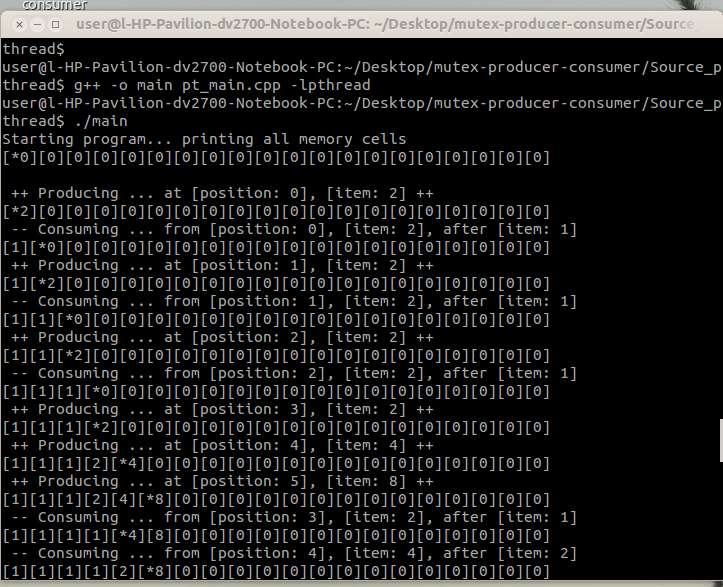 consumer
user@l-HP-Pavilion-dv2700-Notebook-PC: ~/Desktop/mutex-producer-consumer/Source_
thread$
user@l-HP-Pavilion-dv2700-Notebook-PC:~/Desktop/mutex-producer-consumer/Source_p
thread$ g++ -o main pt_main.cpp -lpthread
user@l-HP-Pavilion-dv2700-Notebook-PC:~/Desktop/mutex-producer-consumer/Source_p
thread$ ./main
Starting program... printing all memory cells
[*0][0][0][0][0][0][0][0][0][0][0][0][0][0][0][0][0][0][0][0]
++ Producing ... at [position: 0], [item: 2] ++
[*2][0][0][0][0][0][0][0][0][0][0][0][0][0][0][0][0][0][0][0]
-- Consuming ... from [position: 0], [item: 2], after [item: 1]
[1][*0][0][0][0][0][0][0][0][0][0][0][0][0][0][0][0][0][0][0]
++ Producing ... at [position: 1], [item: 2] ++
[1][*2][0][0][0][0][0][0][0][0][0][0][0][0][0][0][0][0][0][0]
-- Consuming ... from [position: 1], [item: 2], after [item: 1]
[1][1][*0][0][0][0][0][0][0][0][0][0][0][0][0][0][0][0][0][0]
++ Producing ... at [position: 2], [item: 2] ++
[1][1][*2][0][0][0][0][0][0][0][0][0][0][0][0][0][0][0][0][0]
-- Consuming ... from [position: 2], [item: 2], after [item: 1]
[1][1][1][*0][0][0][0][0][0][0][0][0][0][0][0][0][0][0][0][0]
++ Producing ... at [position: 3], [item: 2] ++
[1][1][1][*2][0][0][0][0][0][0][0][0][0][0][0][0][0][0][0][0]
++ Producing ... at [position: 4], [item: 4] ++
[1][1][1][2][*4][0][0][0][0][0][0][0][0][0][0][0][0][0][0][0]
++ Producing ... at [position: 5], [item: 8] ++
[1][1][1][2][4][*8][0][0][0][0][0][0][0][0][0][0][0][0][0][0]
-- Consuming ... from [position: 3], [item: 2], after [item: 1]
[1][1][1][1][*4][8][0][0][0][0][0][0][0][0][0][0][0][0][0][0]
-- Consuming ... from [position: 4], [item: 4], after [item: 2]
[1][1][1][1][2][*8][0][0][0][0][0][0][0][0][0][0][0][0][0][0]